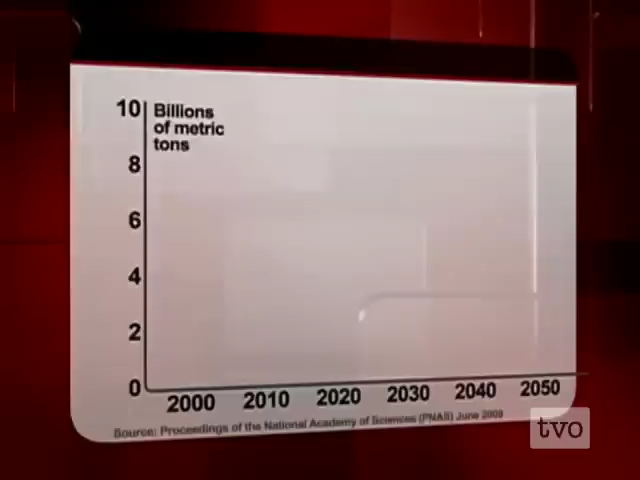 10
Billions
of metric
tons
8
6
4
2
0
2000 2010 2020 2030 2040 2050
Source: Proceedings of the National Academy of Sciences (PNAS) June 2009
tvo